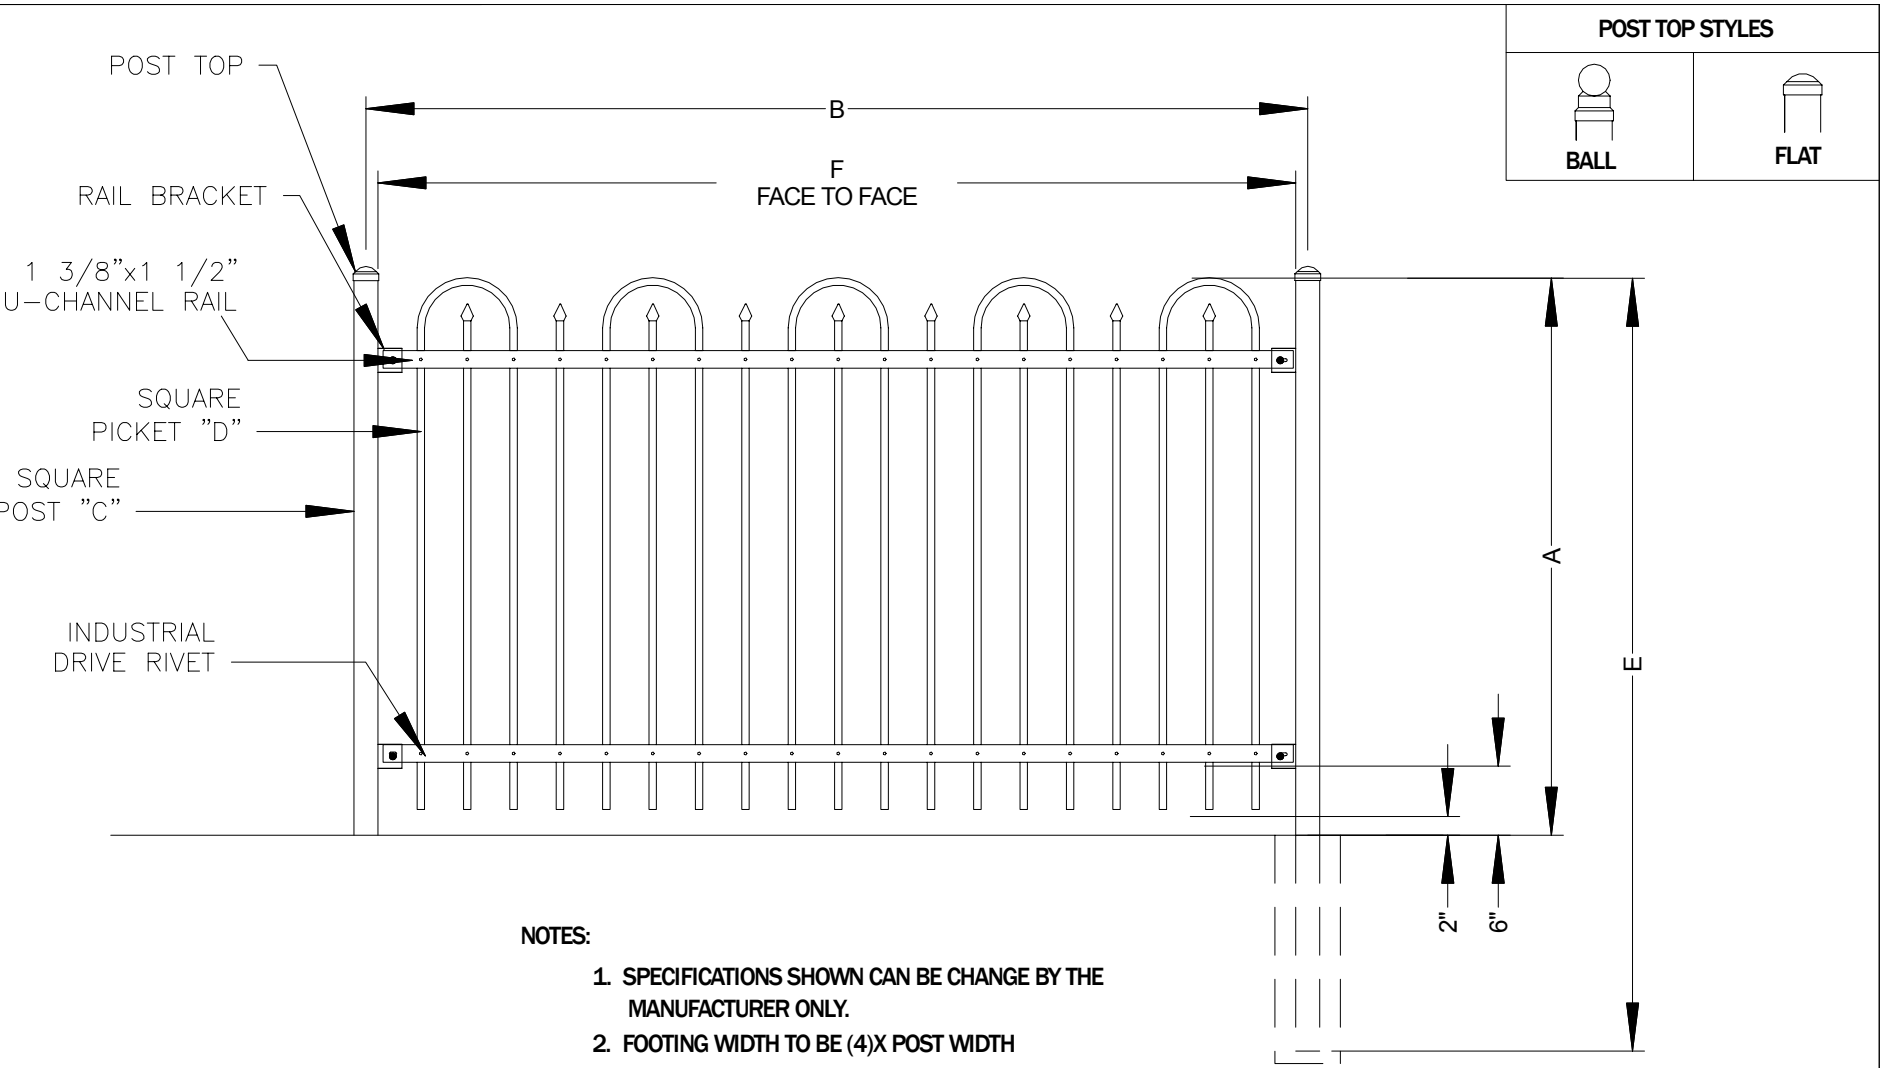 POST TOP STYLES
BALL
FLAT
POST TOP
B
F
FACE TO FACE
RAIL BRACKET
1 3/8”x1 1/2”
U-CHANNEL RAIL
SQUARE
PICKET ”D”
SQUARE
POST ”C”
INDUSTRIAL
DRIVE RIVET
A
E
2"
6"
NOTES:
1. SPECIFICATIONS SHOWN CAN BE CHANGE BY THE
MANUFACTURER ONLY.
2. FOOTING WIDTH TO BE (4)X POST WIDTH